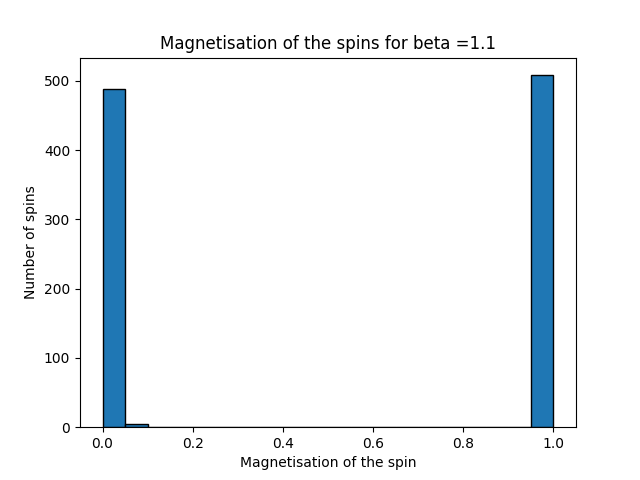 Magnetisation of the spins for beta =1.1
Number of spins
500
400
300
200
100
0
0.0 0.2 0.4 0.6 0.8 1.0
Magnetisation of the spin